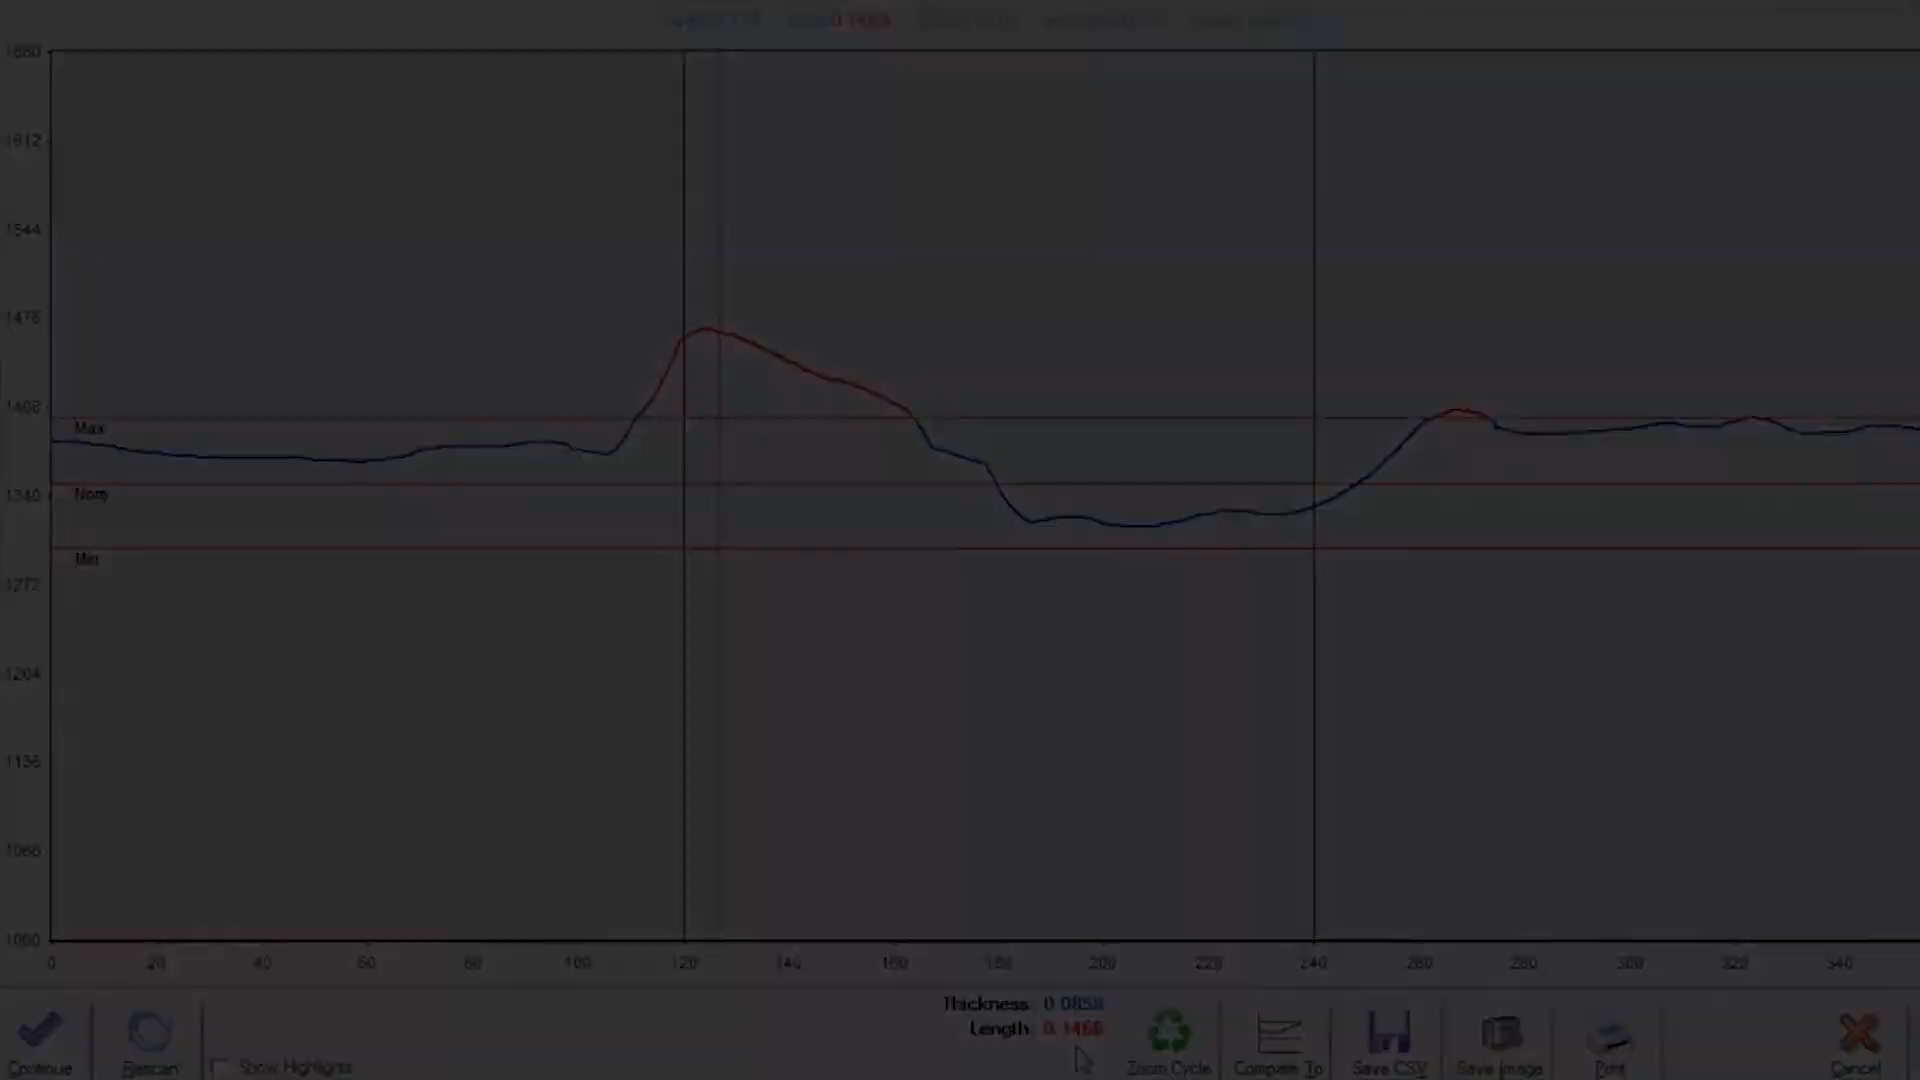 0.1468
1680
1612
1544
1476
1408
Max
1340
Nom
Min
1272
1204
1136
1068
1000
0 20 40 60 80 100 120 140 160 180 200 220 240 260 280 300 320 340
Thickness: 0.0858
Length: 0.1468
Continue
Rescan
Show Highlights
Zoom Cycle
Compare To
Save CSV
Save Image
Print
Cancel